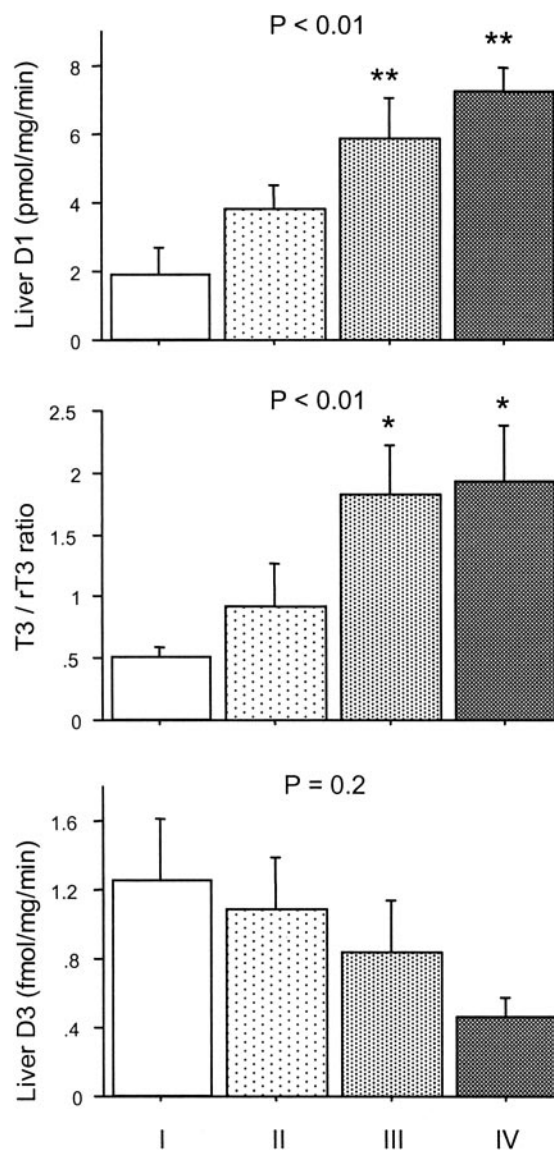 P < 0.01
Liver D1 (pmol/mg/min)
8
6
4
2
0
**
**
P < 0.01
T3 / rT3 ratio
2.5
2
1.5
1
.5
0
*
*
P = 0.2
Liver D3 (fmol/mg/min)
1.6
1.2
.8
.4
0
I II III IV